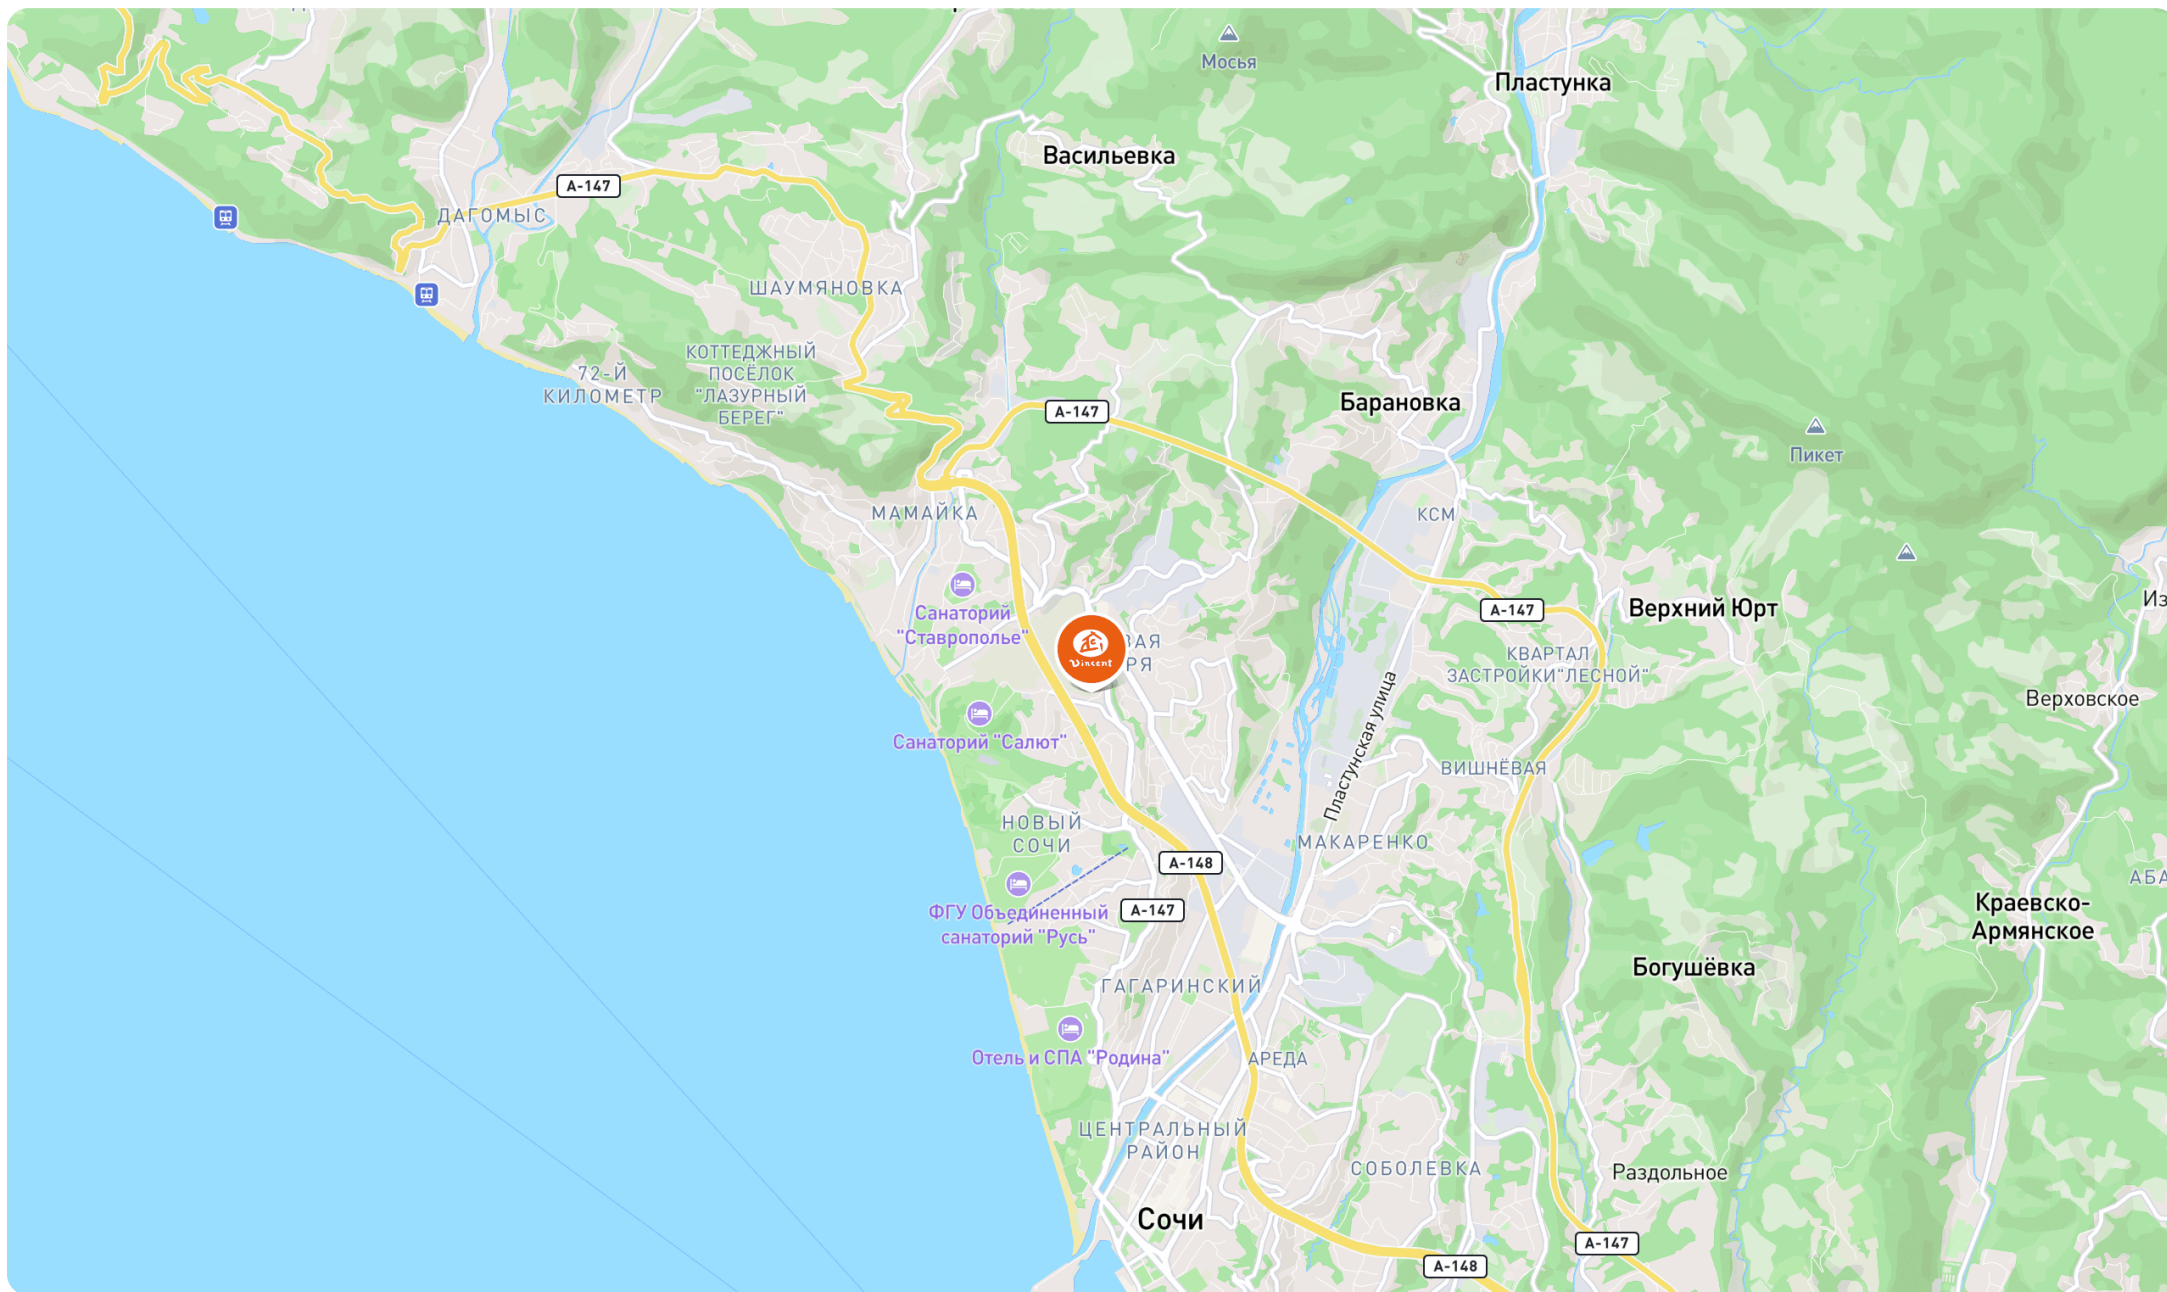 Мосья
Пластунка
Васильевка
А-147
ДАГОМЫС
ШАУМЯНОВКА
КОТТЕДЖНЫЙ
ПОСЁЛОК
"ЛАЗУРНЫЙ
БЕРЕГ"
72-Й
КИЛОМЕТР
А-147
Барановка
Пикет
МАМАЙКА
КСМ
Санаторий
"Ставрополье"
Vincent
А-147
Верхний Юрт
КВАРТАЛ
ЗАСТРОЙКИ"ЛЕСНОЙ"
Верховское
Санаторий "Салют"
Пластунская улица
ВИШНЁВАЯ
НОВЫЙ
СОЧИ
МАКАРЕНКО
А-148
А-147
ФГУ Объединенный
санаторий "Русь"
Краевско-
Армянское
Богушёвка
ГАГАРИНСКИЙ
Отель и СПА "Родина"
АРЕДА
ЦЕНТРАЛЬНЫЙ
РАЙОН
СОБОЛЕВКА
Раздольное
Сочи
А-147
А-148